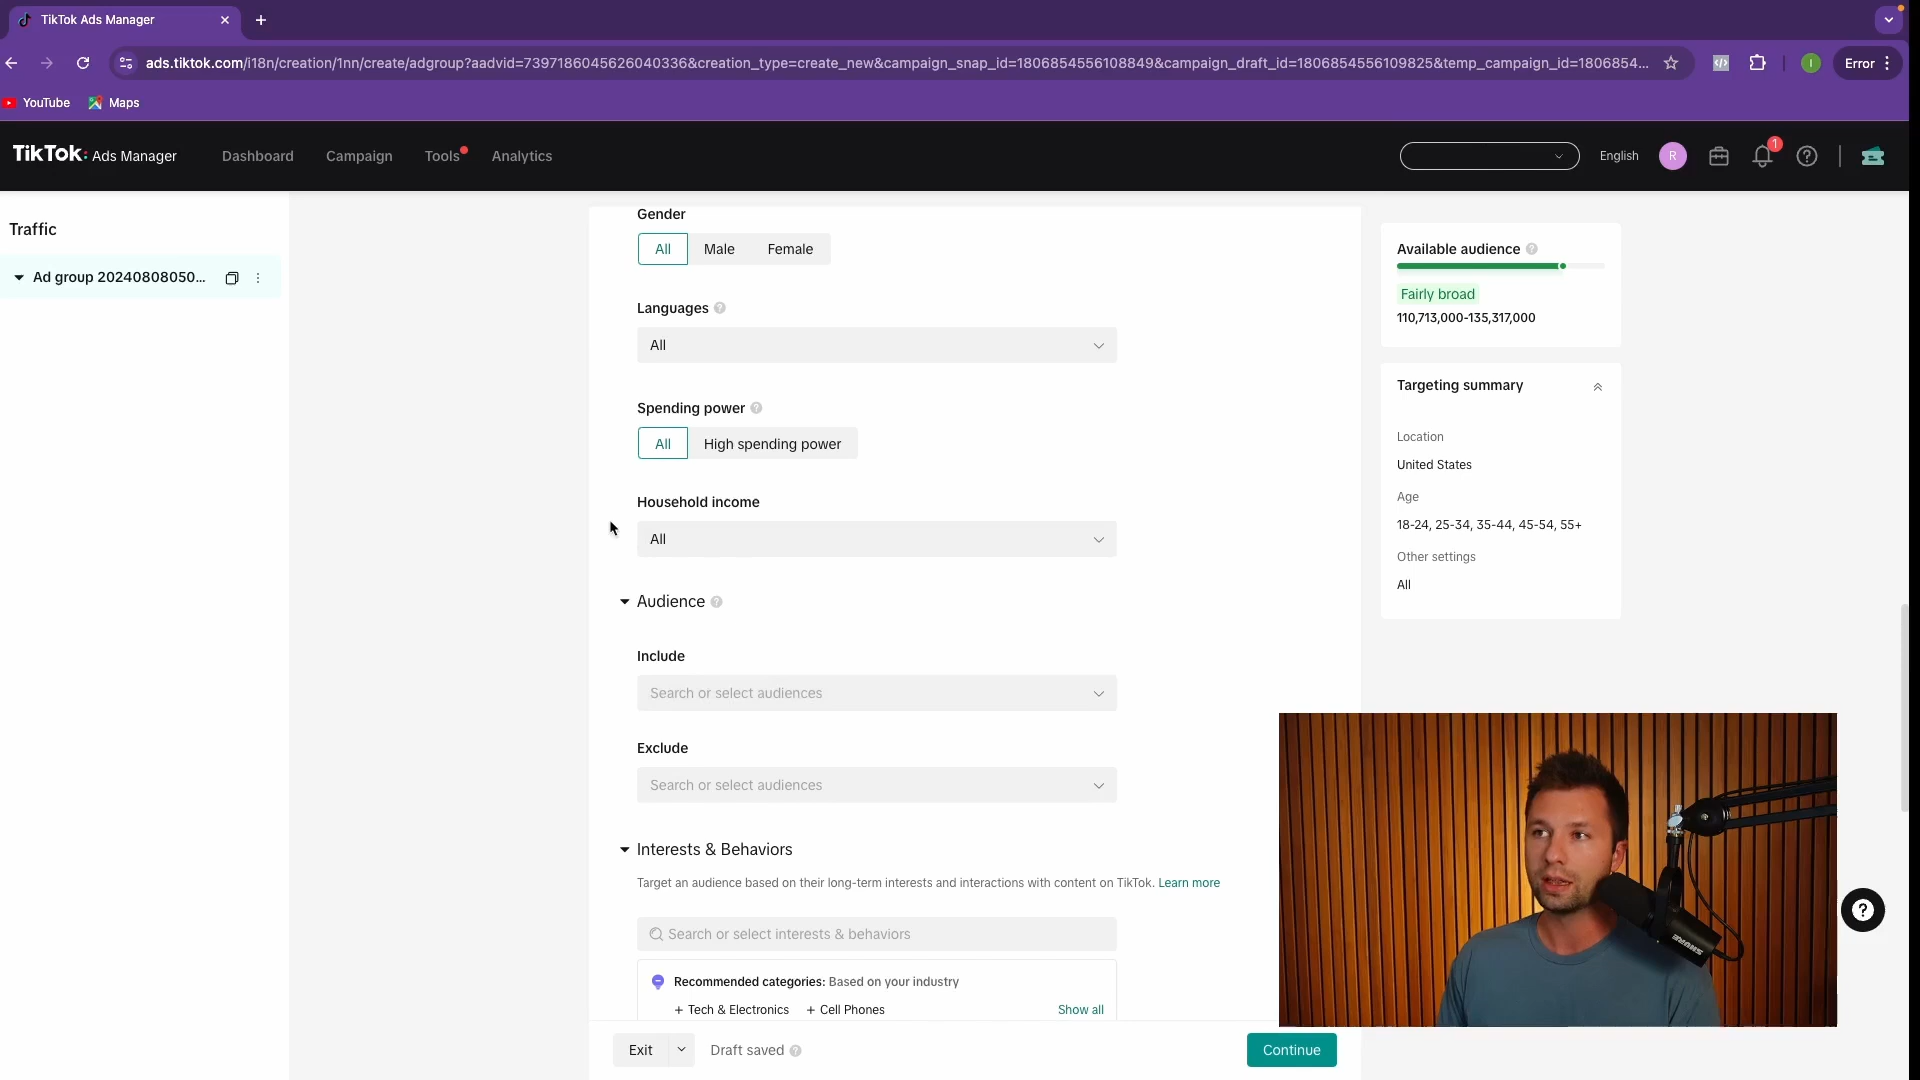 TikTok Ads Manager
ads.tiktok.com/i18n/creation/1nn/create/adgroup?aadvid=7397186045626040336&creation_type=create_new&campaign_snap_id=1806854556108849&campaign_draft_id=1806854556109825&temp_campaign_id=1806854...
I
Error
YouTube
Maps
TikTok: Ads Manager
Dashboard
Campaign
Tools
Analytics
English
R
1
Traffic
Ad group 20240808050...
Gender
All
Male
Female
Languages
All
Spending power
All
High spending power
Household income
All
Audience
Include
Search or select audiences
Exclude
Search or select audiences
Interests & Behaviors
Target an audience based on their long-term interests and interactions with content on TikTok. Learn more
Search or select interests & behaviors
Recommended categories: Based on your industry
+ Tech & Electronics
+ Cell Phones
Show all
Exit
Draft saved
Continue
Available audience
Fairly broad
110,713,000-135,317,000
Targeting summary
Location
United States
Age
18-24, 25-34, 35-44, 45-54, 55+
Other settings
All
SHURE